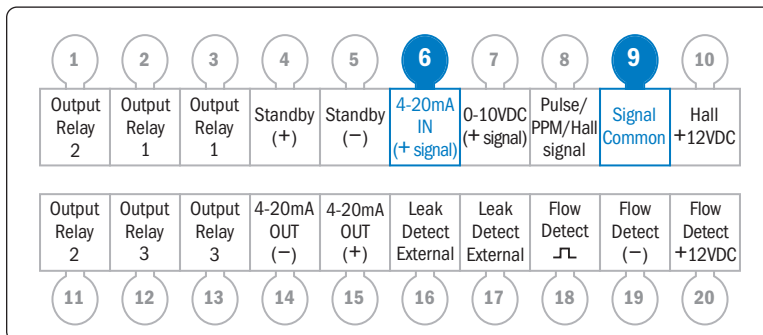 1 2 3 4 5 6 7 8 9 10
Output
Relay
2
Output
Relay
1
Output
Relay
1
Standby
(+)
Standby
(−)
4-20mA
IN
(+ signal)
0-10VDC
(+ signal)
Pulse/
PPM/Hall
signal
Signal
Common
Hall
+12VDC
Output
Relay
2
Output
Relay
3
Output
Relay
3
4-20mA
OUT
(−)
4-20mA
OUT
(+)
Leak
Detect
External
Leak
Detect
External
Flow
Detect
Flow
Detect
(−)
Flow
Detect
+12VDC
11 12 13 14 15 16 17 18 19 20